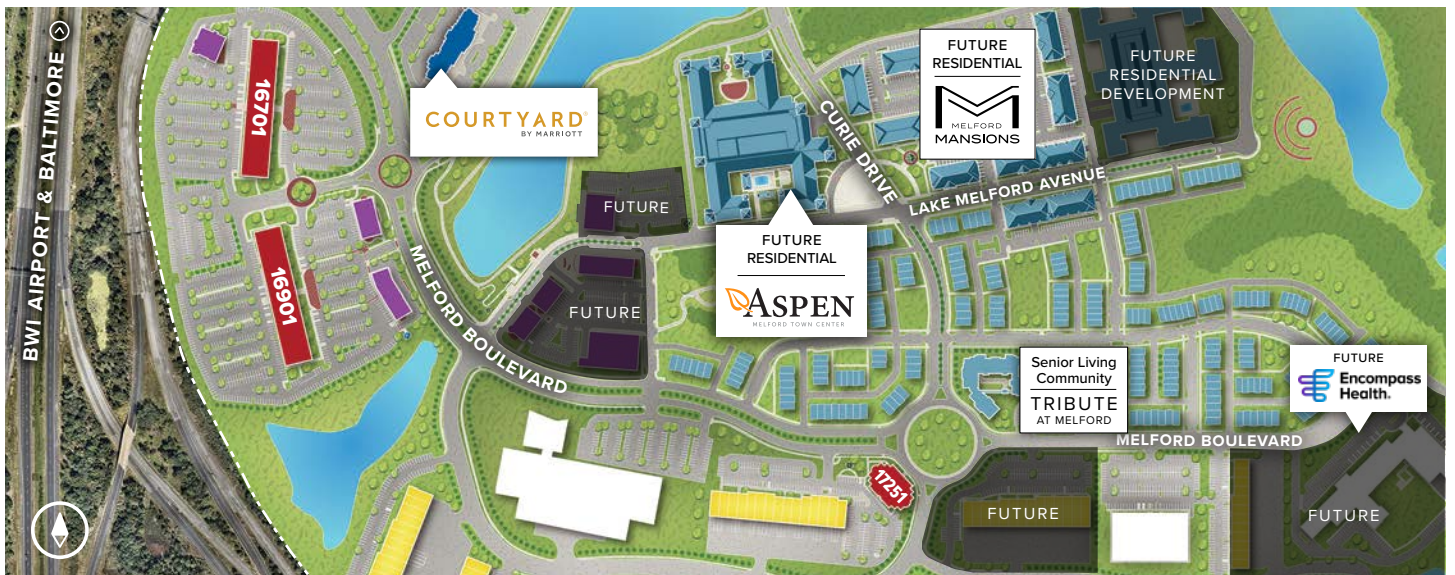 BWI AIRPORT & BALTIMORE
16701
16901
COURTYARD®
BY MARRIOTT
MELFORD BOULEVARD
FUTURE
FUTURE
FUTURE
RESIDENTIAL
ASPEN
MELFORD TOWN CENTER
CURIE DRIVE
FUTURE
RESIDENTIAL
M
MELFORD
MANSIONS
FUTURE
RESIDENTIAL
DEVELOPMENT
LAKE MELFORD AVENUE
Senior Living
Community
TRIBUTE
AT MELFORD
FUTURE
Encompass
Health.
MELFORD BOULEVARD
17251
FUTURE
FUTURE